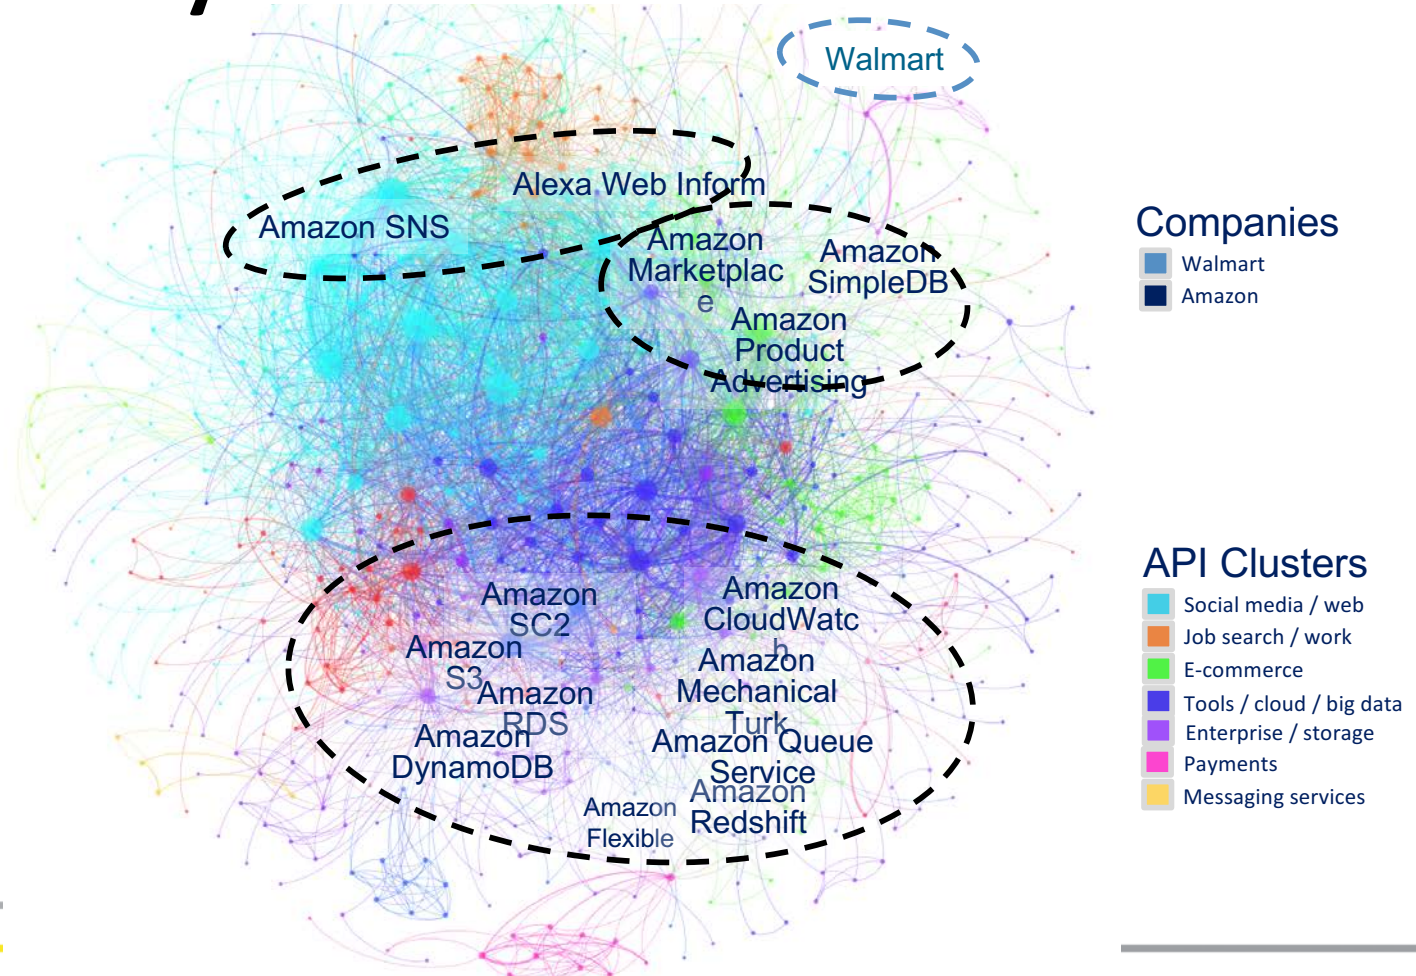 Walmart
Alexa Web Inform
Amazon SNS
Amazon
Marketplac
e
Amazon
SimpleDB
Amazon
Product
Advertising
Amazon
SC2
Amazon
S3
Amazon
RDS
Amazon
DynamoDB
Amazon
CloudWatc
h
Amazon
Mechanical
Turk
Amazon Queue
Service
Amazon
Redshift
Amazon
Flexible
Companies
Walmart
Amazon
API Clusters
Social media / web
Job search / work
E-commerce
Tools / cloud / big data
Enterprise / storage
Payments
Messaging services